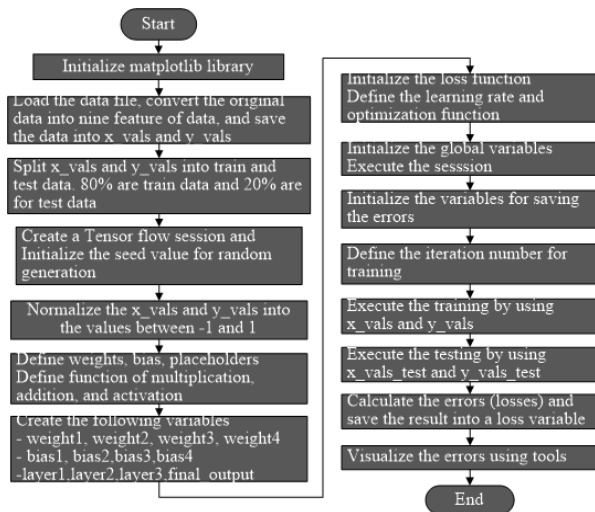 Start
Initialize matplotlib library
Load the data file, convert the original
data into nine feature of data, and save
the data into x_vals and y_vals
Split x_vals and y_vals into train and
test data. 80% are train data and 20% are
for test data
Create a Tensor flow session and
Initialize the seed value for random
generation
Normalize the x_vals and y_vals into
the values between -1 and 1
Define weights, bias, placeholders
Define function of multiplication,
addition, and activation
Create the following variables
- weight1, weight2, weight3, weight4
- bias1, bias2,bias3,bias4
-layer1,layer2,layer3,final_output
Initialize the loss function
Define the learning rate and
optimization function
Initialize the global variables
Execute the sesssion
Initialize the variables for saving
the errors
Define the iteration number for
training
Execute the training by using
x_vals and y_vals
Execute the testing by using
x_vals_test and y_vals_test
Calculate the errors (losses) and
save the result into a loss variable
Visualize the errors using tools
End